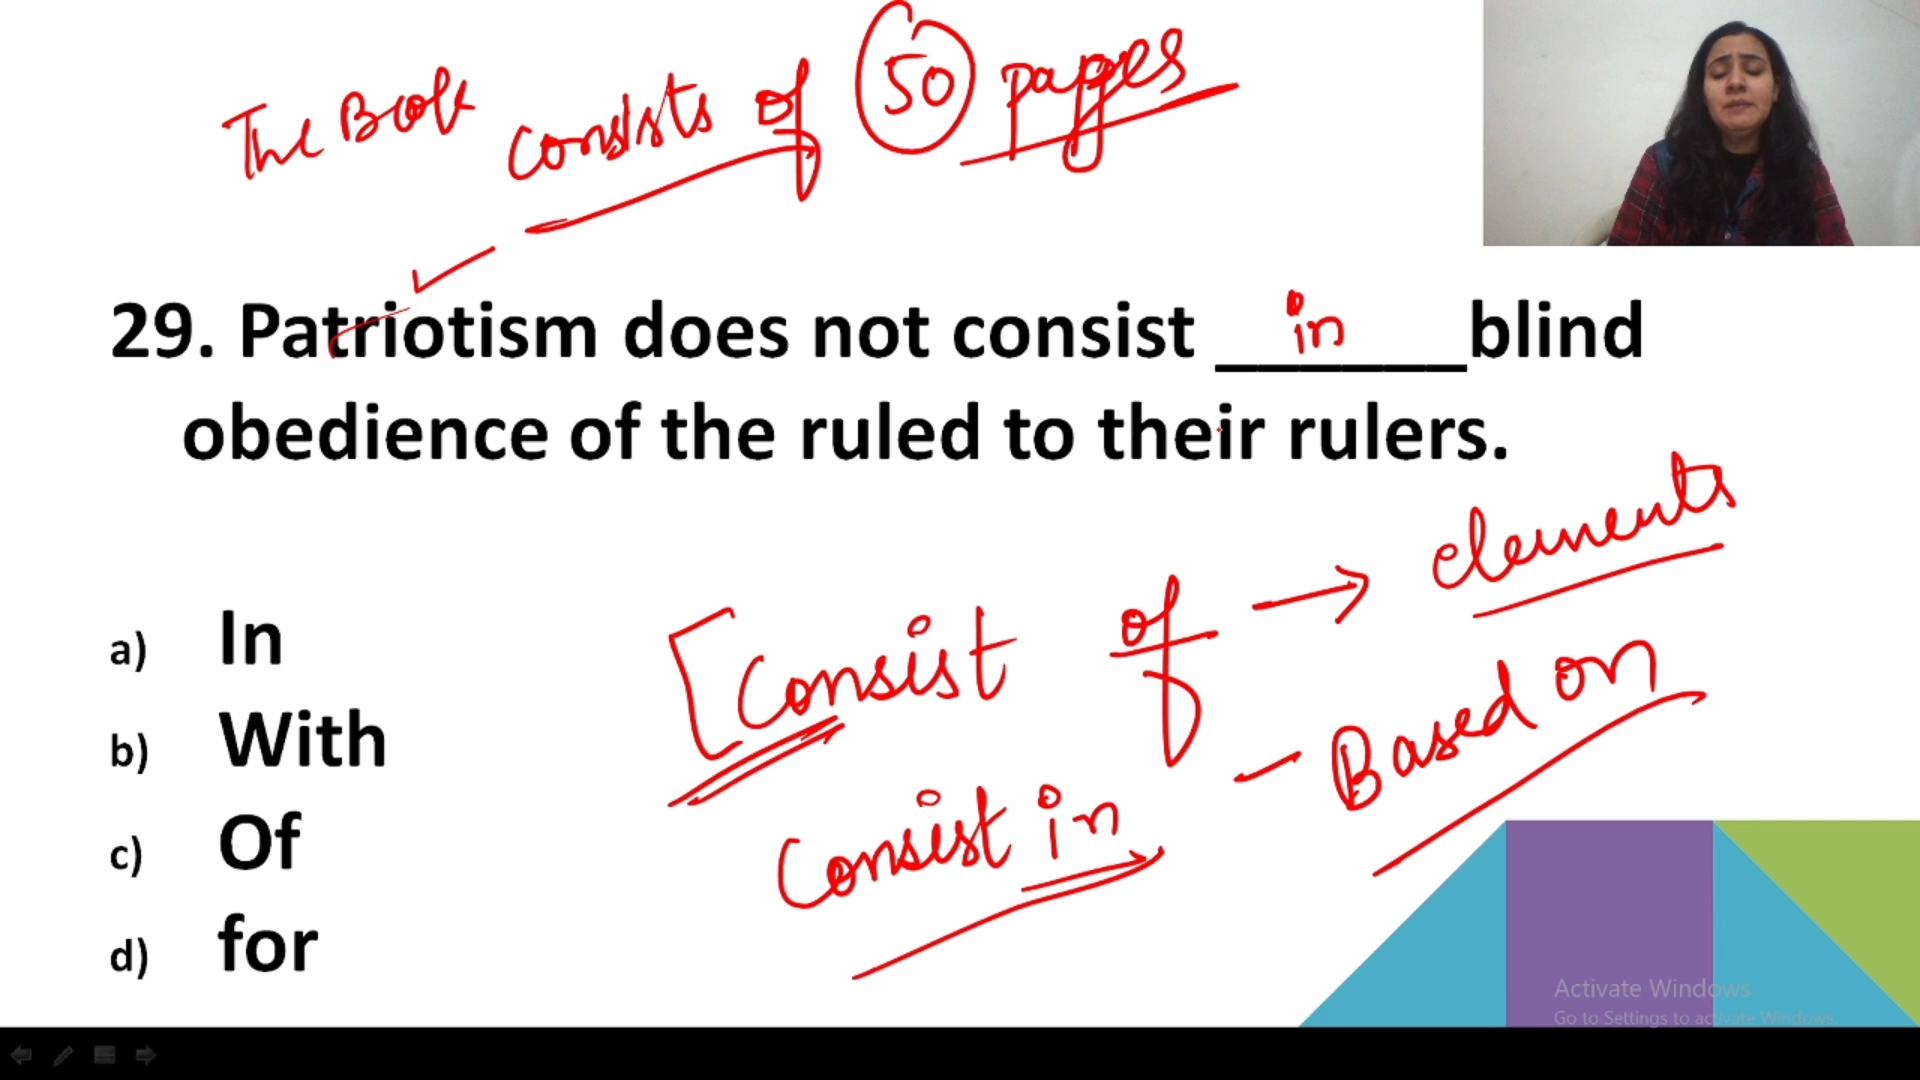 The Book consists of 50 pages
29. Patriotism does not consist in blind
obedience of the ruled to their rulers.
a) In
b) With
c) Of
d) for
Consist of → elements
Consist in - Based on
Activate Windows
Go to Settings to activate Windows.